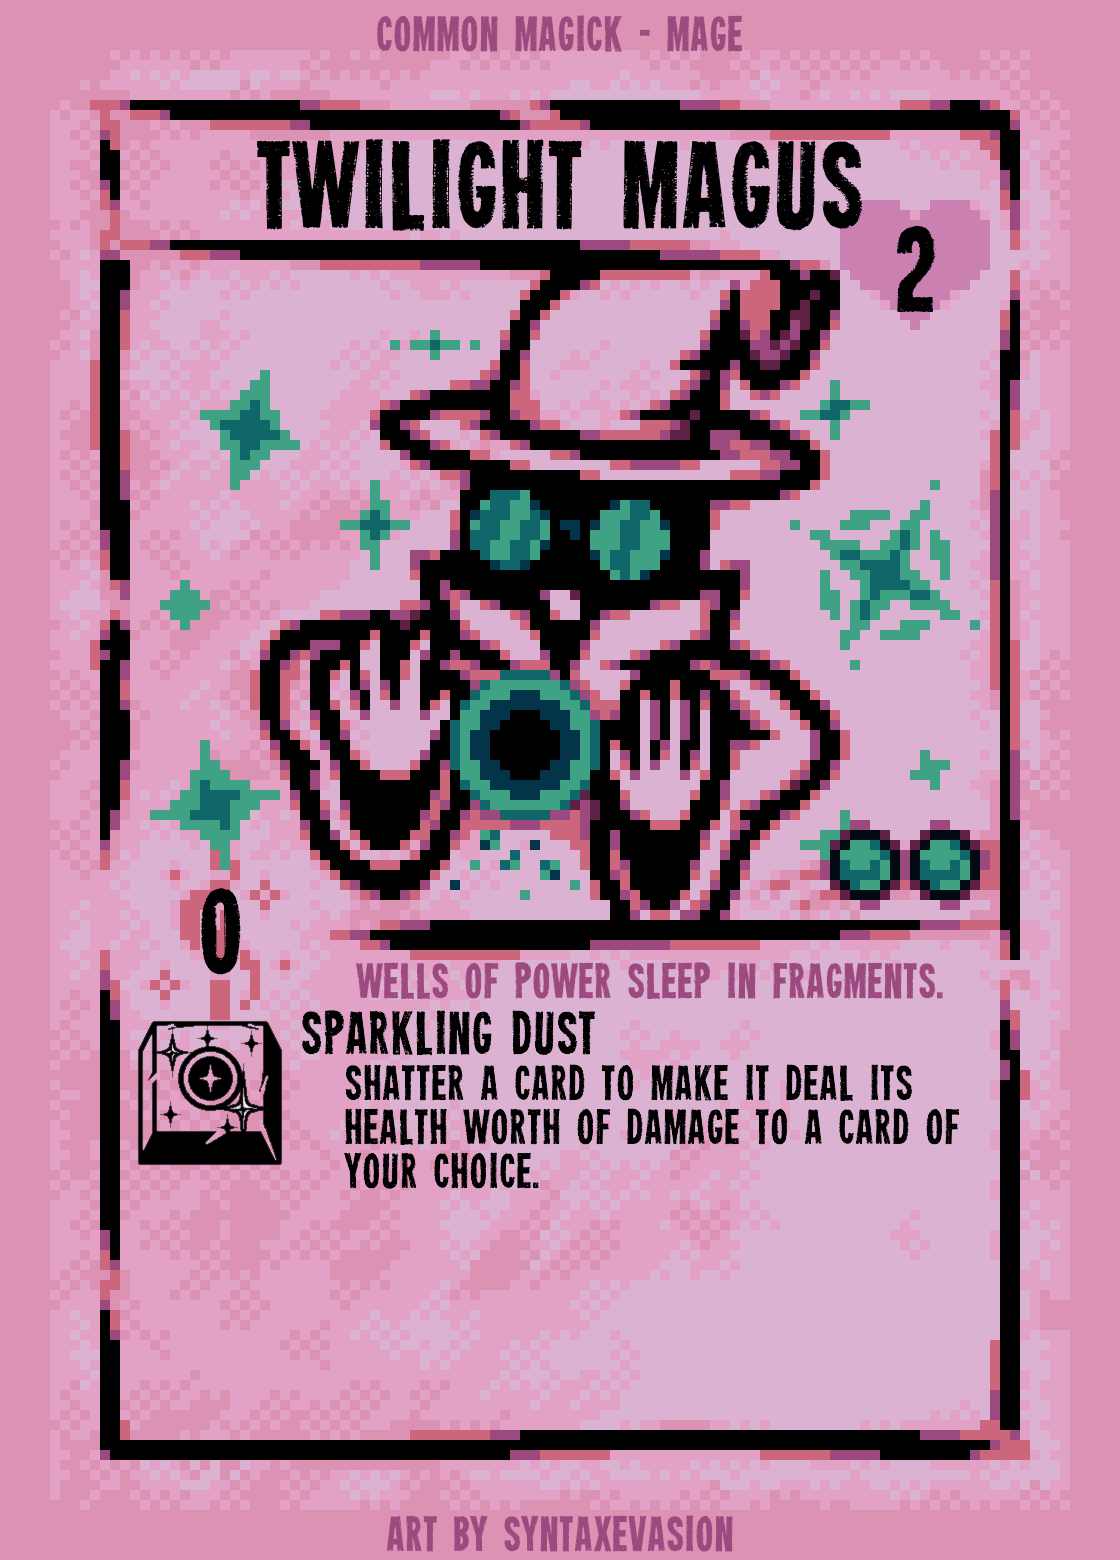 COMMON MAGICK - MAGE
TWILIGHT MAGUS
2
0
WELLS OF POWER SLEEP IN FRAGMENTS.
SPARKLING DUST
SHATTER A CARD TO MAKE IT DEAL ITS
HEALTH WORTH OF DAMAGE TO A CARD OF
YOUR CHOICE.
ART BY SYNTAXEVASION